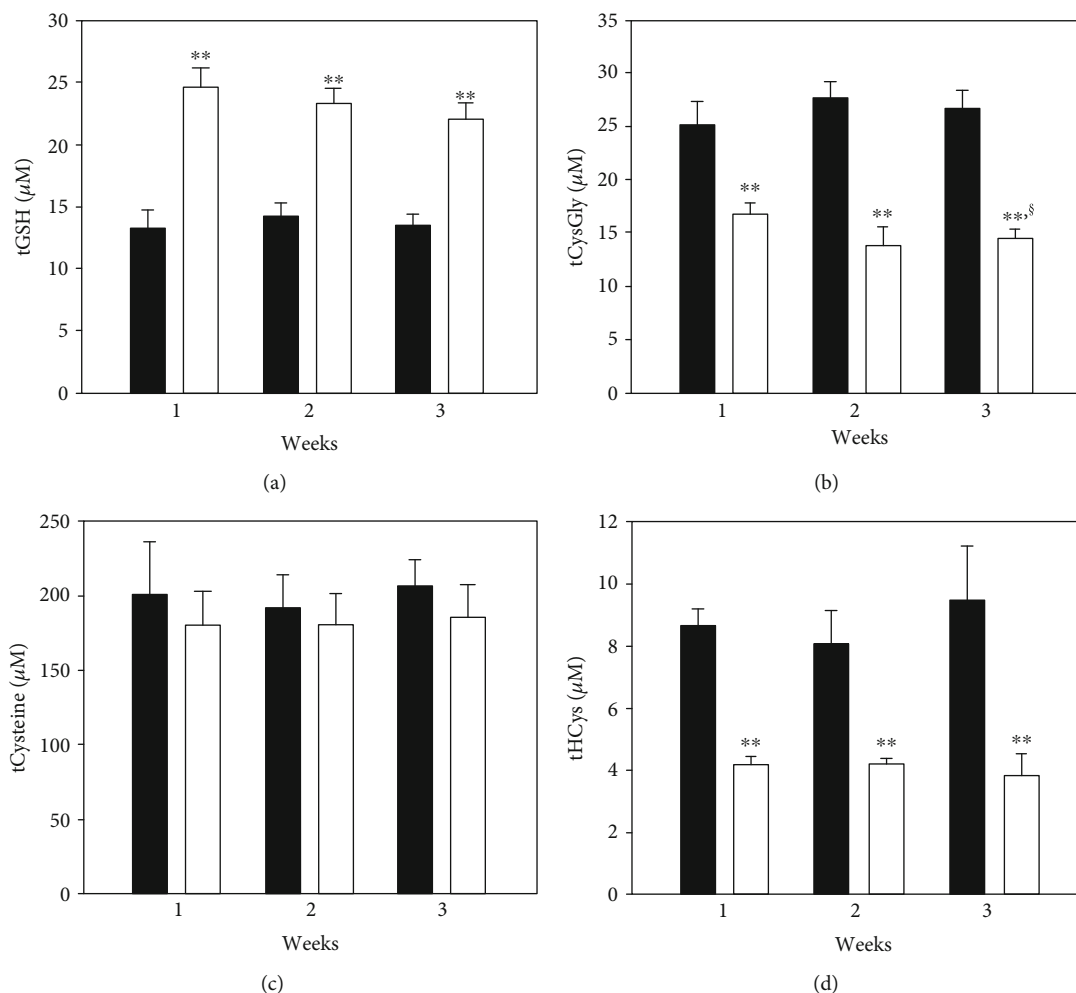 30
25
20
15
10
5
0
tGSH (µM)
**
**
**
1 2 3
Weeks
(a)
35
30
25
20
15
10
5
0
tCysGly (µM)
**
**
**,§
1 2 3
Weeks
(b)
250
200
150
100
50
0
tCysteine (µM)
1 2 3
Weeks
(c)
12
10
8
6
4
2
0
tHCys (µM)
**
**
**
1 2 3
Weeks
(d)